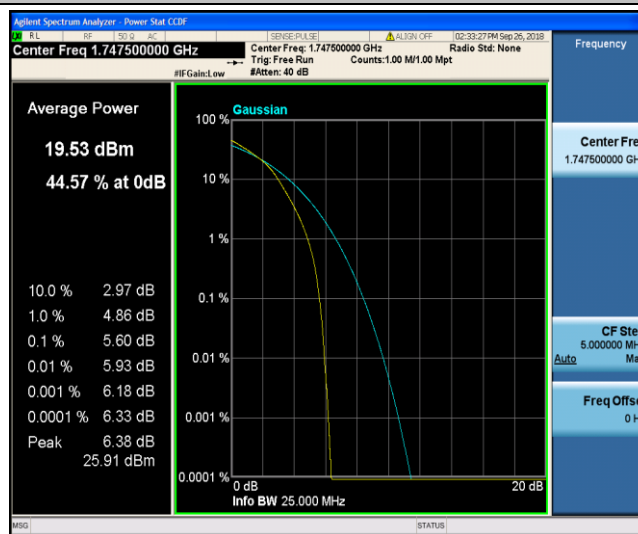 Agilent Spectrum Analyzer - Power Stat CCDF
RL RF 50 Ω AC SENSE:PULSE ALIGN OFF 02:33:27 PM Sep 26, 2018
Center Freq 1.747500000 GHz
Center Freq: 1.747500000 GHz Radio Std: None
Trig: Free Run Counts:1.00 M/1.00 Mpt
#IFGain:Low #Atten: 40 dB
Frequency
Average Power
19.53 dBm
44.57 % at 0dB
10.0 % 2.97 dB
1.0 % 4.86 dB
0.1 % 5.60 dB
0.01 % 5.93 dB
0.001 % 6.18 dB
0.0001 % 6.33 dB
Peak 6.38 dB
25.91 dBm
Gaussian
100 %
10 %
1 %
0.1 %
0.01 %
0.001 %
0.0001 %
0 dB 20 dB
Info BW 25.000 MHz
Center Fre
1.747500000 GH
CF Ste
5.000000 MH
Auto Ma
Freq Offse
0 H
MSG STATUS